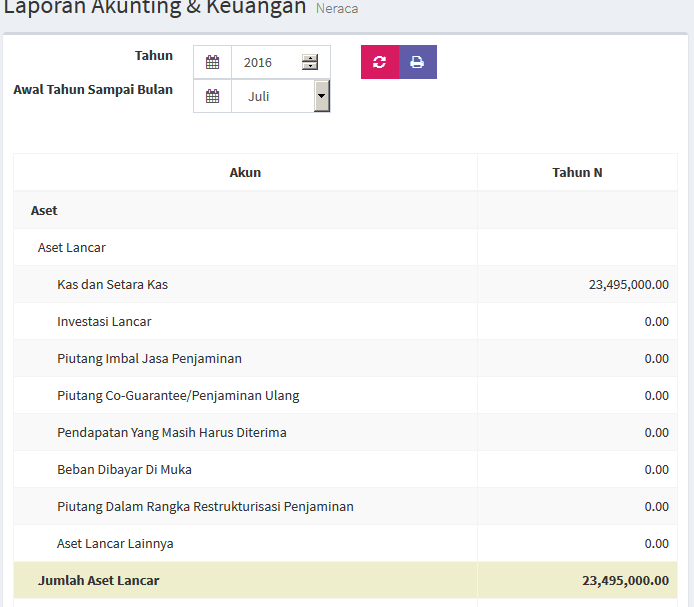 Laporan Akunting & Keuangan Neraca
Tahun 2016
Awal Tahun Sampai Bulan Juli
Akun Tahun N
Aset
Aset Lancar
Kas dan Setara Kas 23,495,000.00
Investasi Lancar 0.00
Piutang Imbal Jasa Penjaminan 0.00
Piutang Co-Guarantee/Penjaminan Ulang 0.00
Pendapatan Yang Masih Harus Diterima 0.00
Beban Dibayar Di Muka 0.00
Piutang Dalam Rangka Restrukturisasi Penjaminan 0.00
Aset Lancar Lainnya 0.00
Jumlah Aset Lancar 23,495,000.00